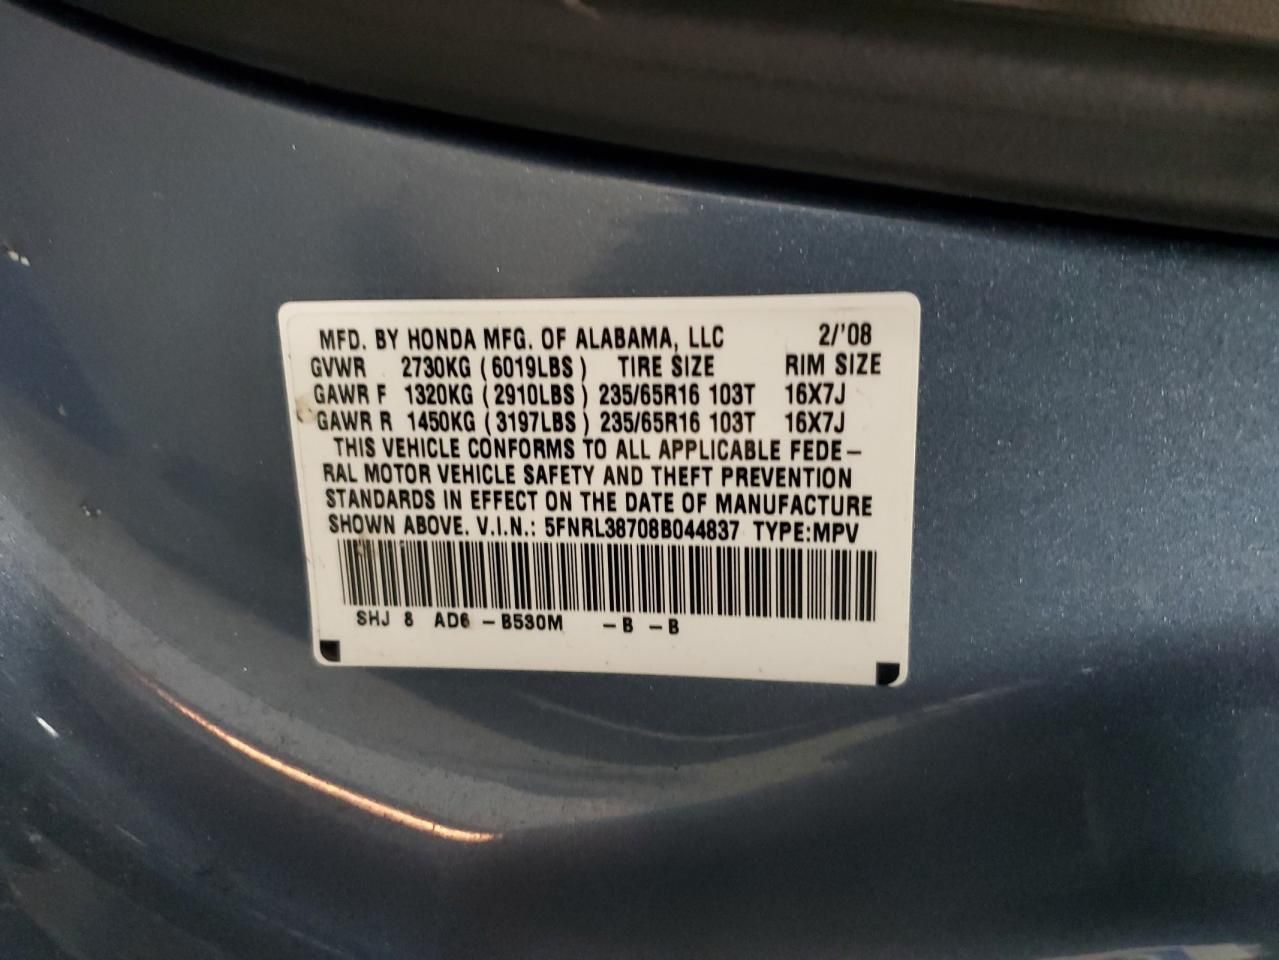 MFD. BY HONDA MFG. OF ALABAMA, LLC 2/'08
GVWR 2730KG (6019LBS) TIRE SIZE RIM SIZE
GAWR F 1320KG (2910LBS) 235/65R16 103T 16X7J
GAWR R 1450KG (3197LBS) 235/65R16 103T 16X7J
THIS VEHICLE CONFORMS TO ALL APPLICABLE FEDE-
RAL MOTOR VEHICLE SAFETY AND THEFT PREVENTION
STANDARDS IN EFFECT ON THE DATE OF MANUFACTURE
SHOWN ABOVE. V.I.N.: 5FNRL38708B044837 TYPE:MPV
SHJ 8 AD6 -B530M -B -B